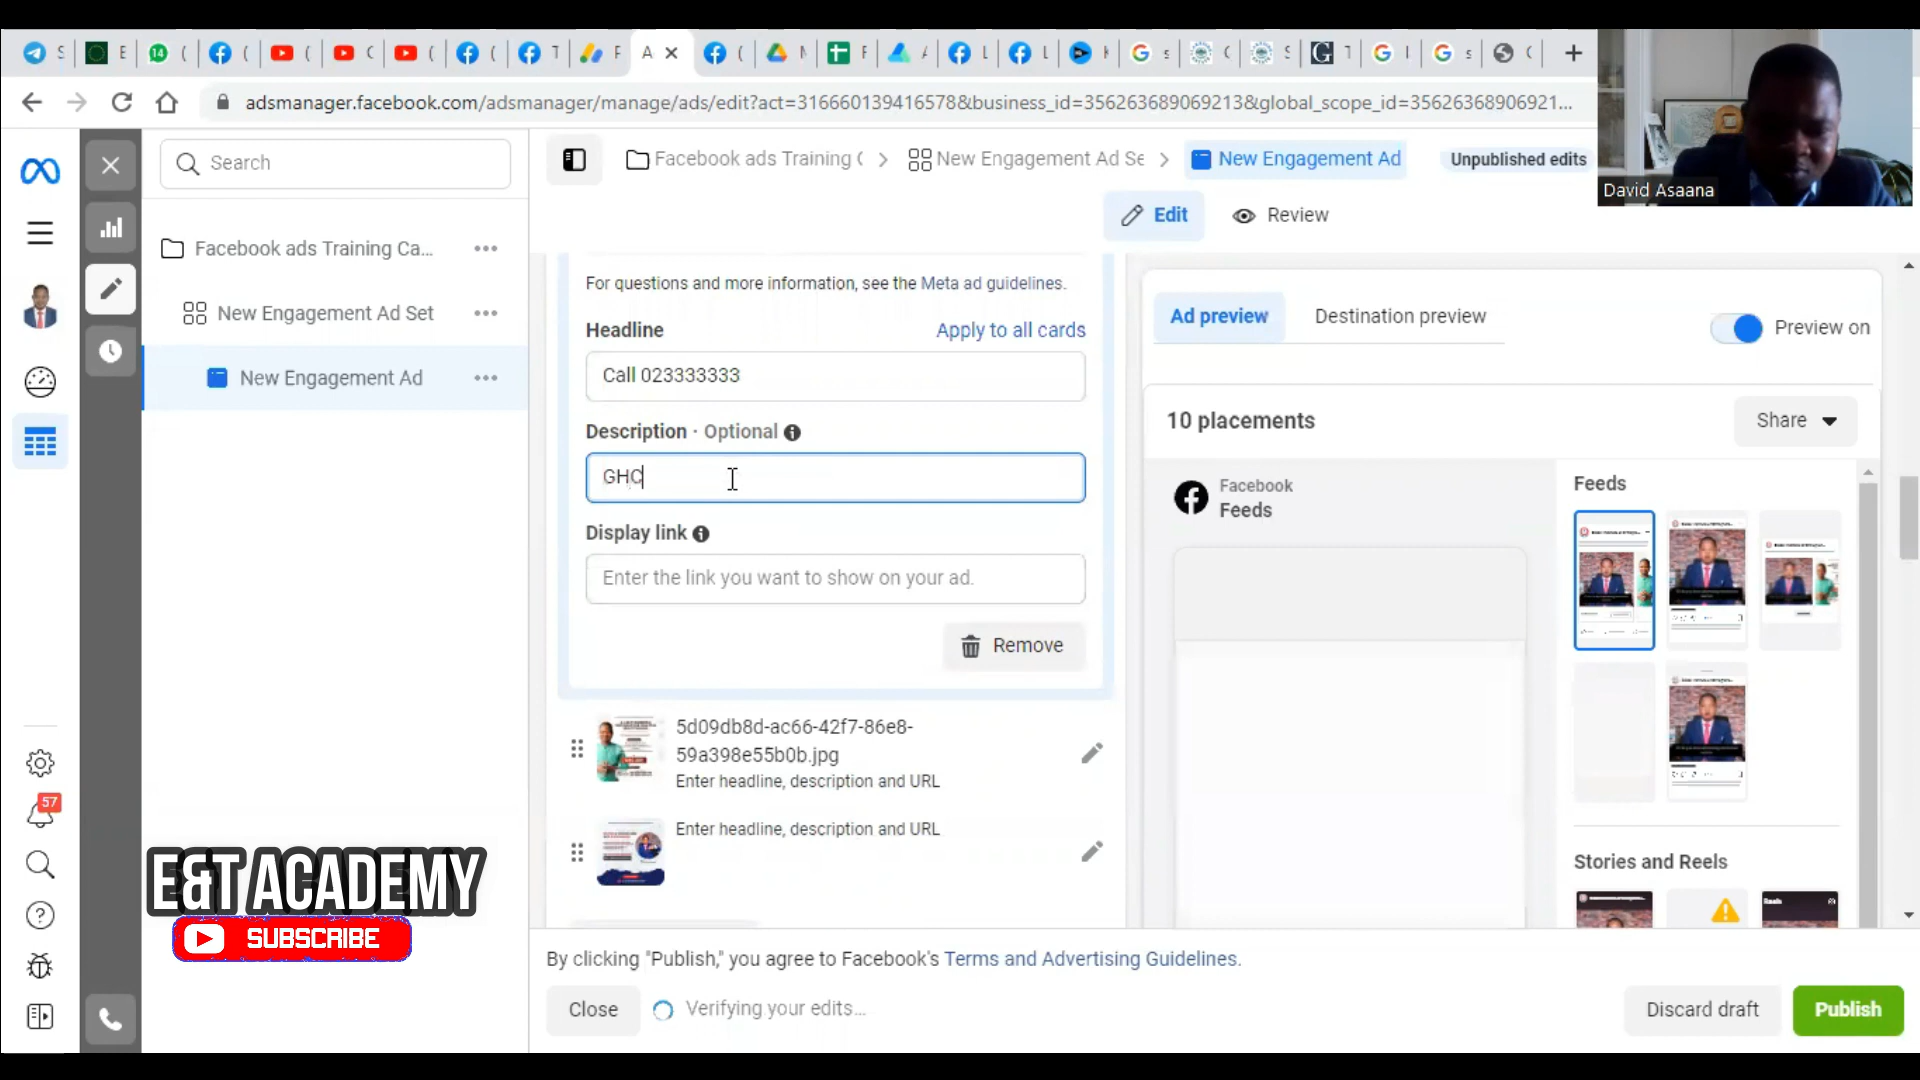 adsmanager.facebook.com/adsmanager/manage/ads/edit?act=316660139416578&business_id=356263689069213&global_scope_id=35626368906921...
David Asaana
Search
Facebook ads Training C
New Engagement Ad Se
New Engagement Ad
Unpublished edits
Edit
Review
Facebook ads Training Ca...
New Engagement Ad Set
New Engagement Ad
For questions and more information, see the Meta ad guidelines.
Headline
Apply to all cards
Call 023333333
Description · Optional
GHC
Display link
Enter the link you want to show on your ad.
Remove
5d09db8d-ac66-42f7-86e8-
59a398e55b0b.jpg
Enter headline, description and URL
Enter headline, description and URL
Ad preview
Destination preview
Preview on
10 placements
Share
Facebook
Feeds
Feeds
Stories and Reels
Reels
57
14
E&T ACADEMY
SUBSCRIBE
By clicking "Publish," you agree to Facebook's Terms and Advertising Guidelines.
Close
Verifying your edits...
Discard draft
Publish